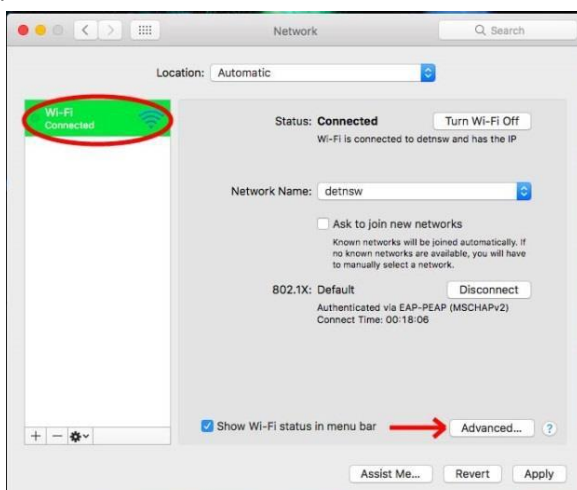 Network
Search
Location: Automatic
Wi-Fi
Connected
Status: Connected
Turn Wi-Fi Off
Wi-Fi is connected to detnsw and has the IP
Network Name: detnsw
Ask to join new networks
Known networks will be joined automatically. If
no known networks are available, you will have
to manually select a network.
802.1X: Default
Disconnect
Authenticated via EAP-PEAP (MSCHAPv2)
Connect Time: 00:18:06
Show Wi-Fi status in menu bar
Advanced...
?
Assist Me...
Revert
Apply